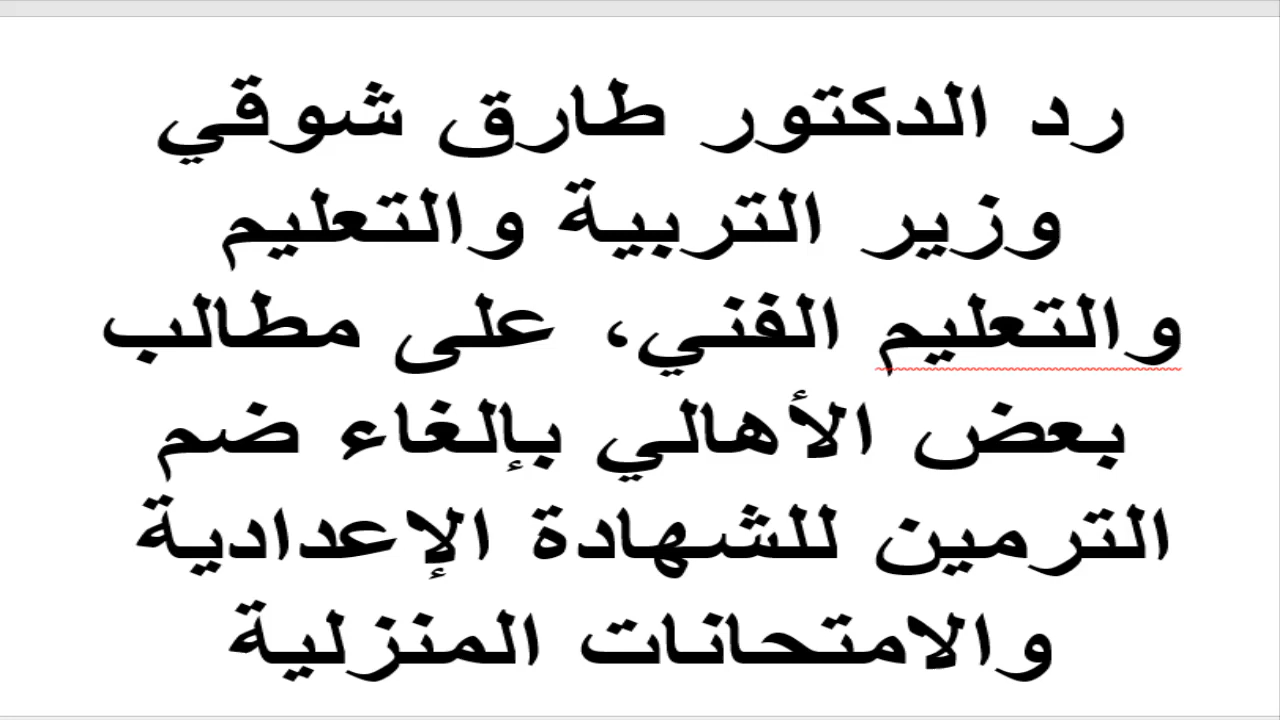 رد الدكتور طارق شوقي
وزير التربية والتعليم
والتعليم الفني، على مطالب
بعض الأهالي بإلغاء ضم
الترمين للشهادة الإعدادية
والامتحانات المنزلية